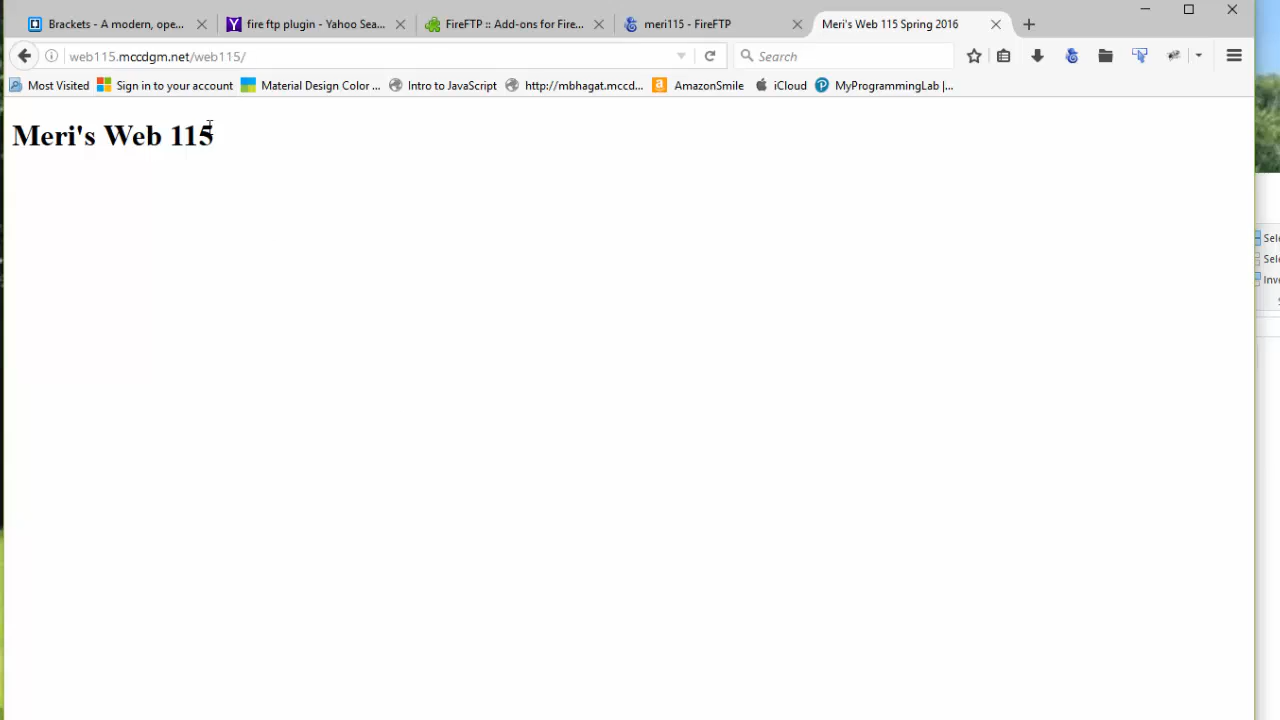 Brackets - A modern, ope... fire ftp plugin - Yahoo Sea... FireFTP :: Add-ons for Fire... meri115 - FireFTP Meri's Web 115 Spring 2016
web115.mccdgm.net/web115/ Search
Most Visited Sign in to your account Material Design Color ... Intro to JavaScript http://mbhagat.mccd... AmazonSmile iCloud MyProgrammingLab |...
Meri's Web 115
Sele
Sele
Inve